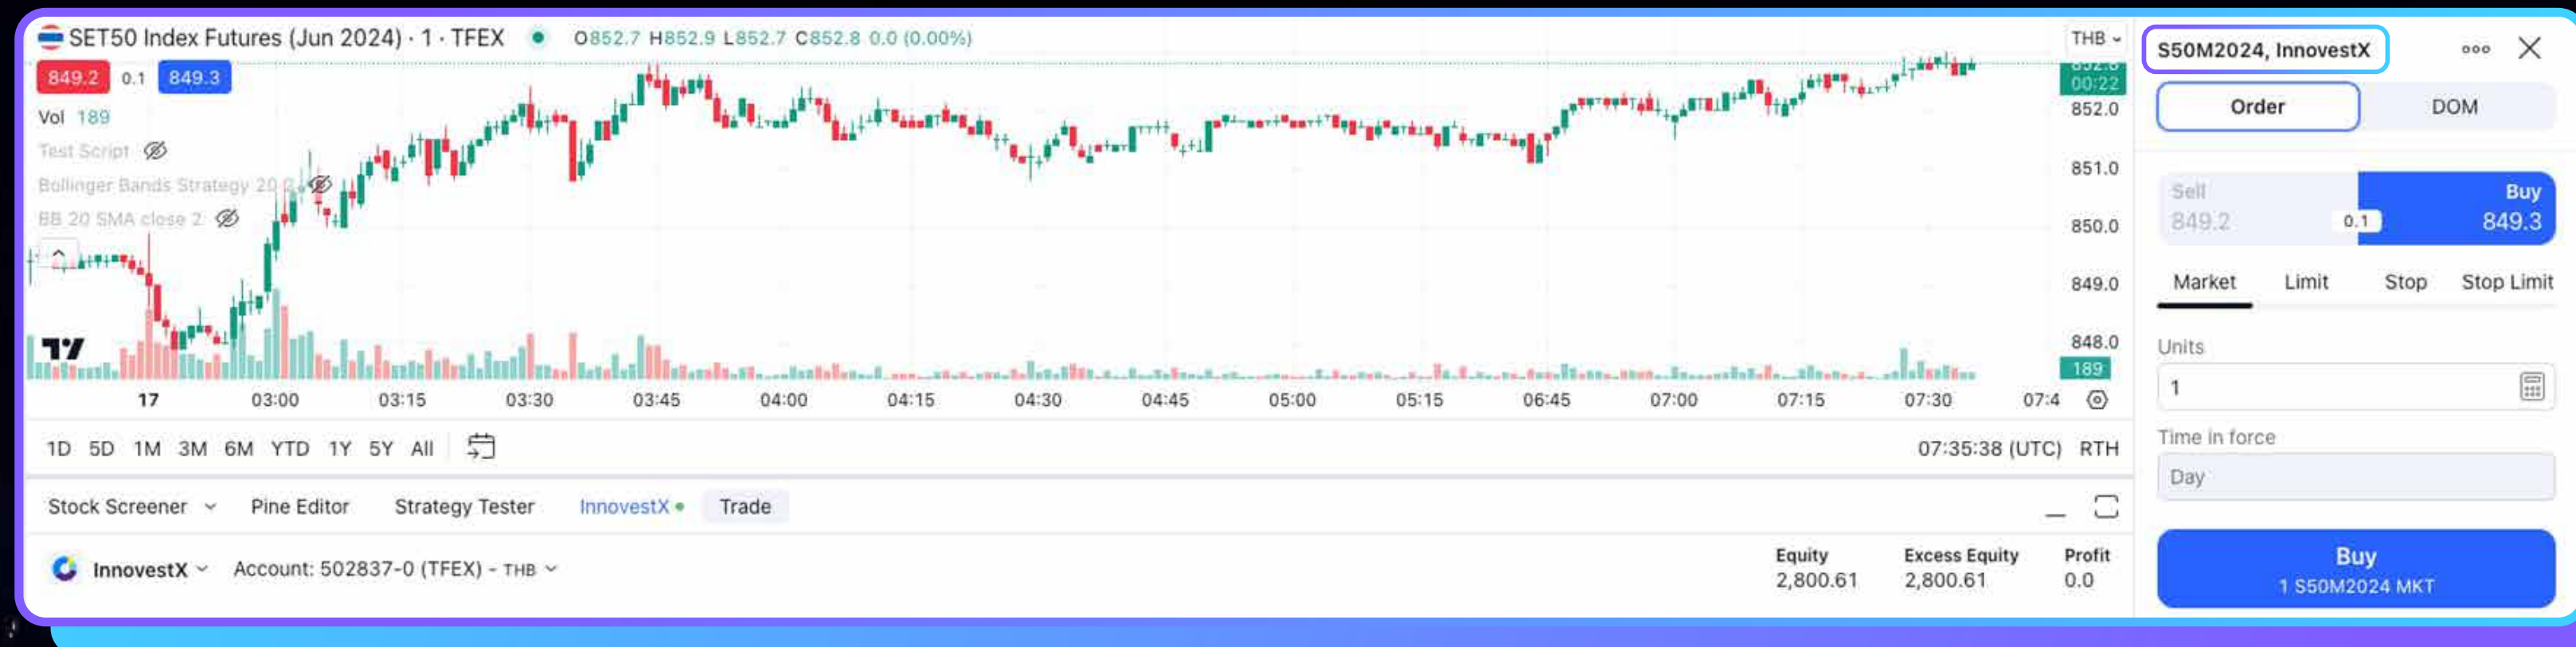 SET50 Index Futures (Jun 2024) · 1 · TFEX O852.7 H852.9 L852.7 C852.8 0.0 (0.00%)
849.2 0.1 849.3
Vol 189
Test Script
Bollinger Bands Strategy 20 2
BB 20 SMA close 2
THB
852.8
00:22
852.0
851.0
850.0
849.0
848.0
189
17 03:00 03:15 03:30 03:45 04:00 04:15 04:30 04:45 05:00 05:15 06:45 07:00 07:15 07:30 07:4
1D 5D 1M 3M 6M YTD 1Y 5Y All 07:35:38 (UTC) RTH
Stock Screener Pine Editor Strategy Tester InnovestX Trade
InnovestX Account: 502837-0 (TFEX) - THB
Equity Excess Equity Profit
2,800.61 2,800.61 0.0
S50M2024, InnovestX
Order DOM
Sell Buy
849.2 0.1 849.3
Market Limit Stop Stop Limit
Units
1
Time in force
Day
Buy
1 S50M2024 MKT